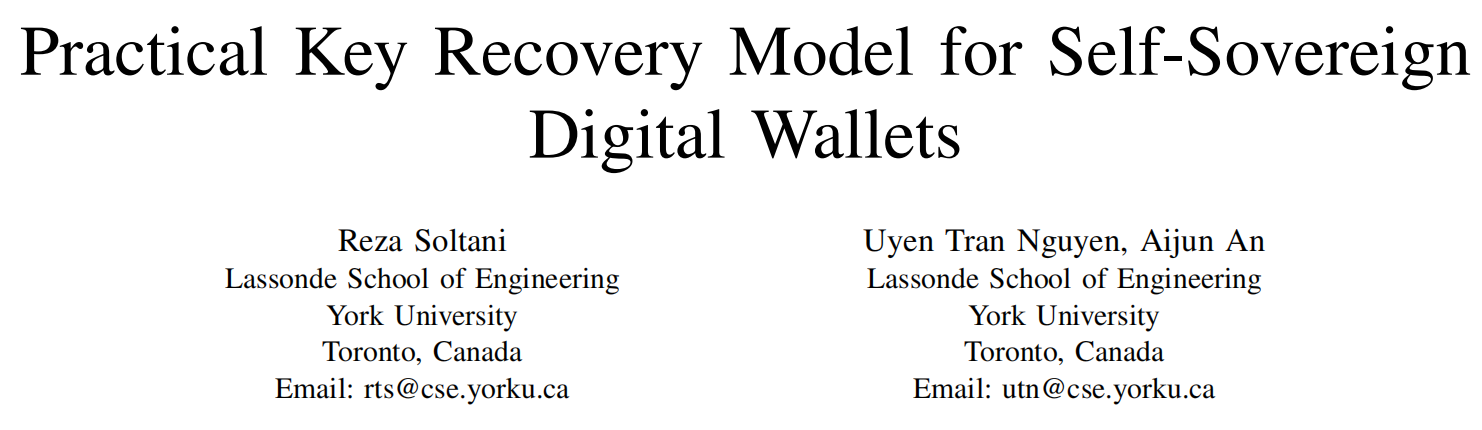 Practical Key Recovery Model for Self-Sovereign
Digital Wallets
Reza Soltani
Lassonde School of Engineering
York University
Toronto, Canada
Email: rts@cse.yorku.ca
Uyen Tran Nguyen, Aijun An
Lassonde School of Engineering
York University
Toronto, Canada
Email: utn@cse.yorku.ca